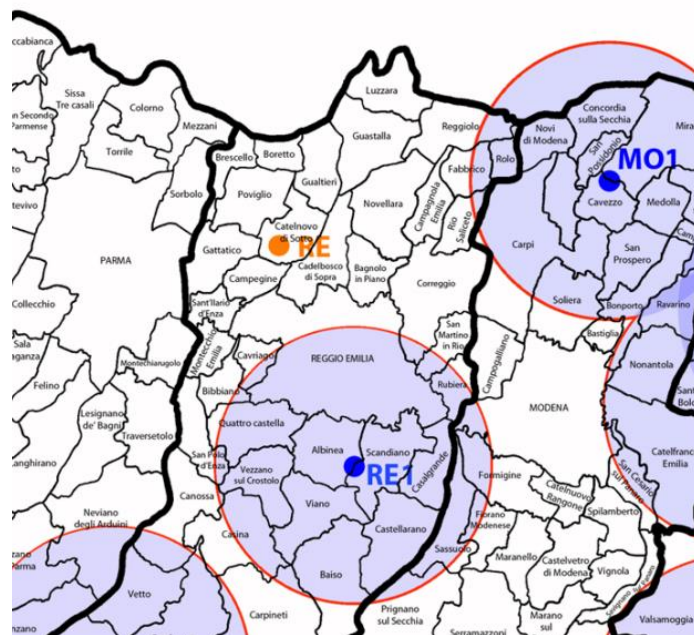 Sissa
Tre casali
Colorno
Mezzani
Torrile
Sorbolo
PARMA
Collecchio
Sala
Felino
Lesignano
de' Bagni
Traversetolo
Montechiarugolo
Neviano
degli Arduini
Vetto
Luzzara
Guastalla
Reggiolo
Brescello
Boretto
Gualtieri
Poviglio
Novellara
Fabbrico
Rolo
Campagnola
Emilia
Rio
Saliceto
Catelnovo
di Sotto
RE
Gattatico
Campegine
Cadelbosco
di Sopra
Bagnolo
in Piano
Correggio
Sant'Ilario
d'Enza
Montecchio
Emilia
Cavriago
Bibbiano
REGGIO EMILIA
San
Martino
in Rio
Rubiera
Quattro castella
San Polo
d'Enza
Canossa
Vezzano
sul Crostolo
Albinea
Scandiano
Casalgrande
RE1
Viano
Castellarano
Casina
Baiso
Carpineti
Novi
di Modena
Concordia
sulla Secchia
San
Possidonio
Mira
MO1
Cavezzo
Medolla
Carpi
San
Prospero
Soliera
Bonporto
Ravarino
Bastiglia
Campogalliano
Nonantola
MODENA
Castelfranco
Emilia
San Cesario
sul Panaro
Formigine
Catelnuovo
Rangone
Spilamberto
Fiorano
Modenese
Sassuolo
Maranello
Castelvetro
di Modena
Vignola
Prignano
sul Secchia
Serramazzoni
Marano
sul
Valsamoggia